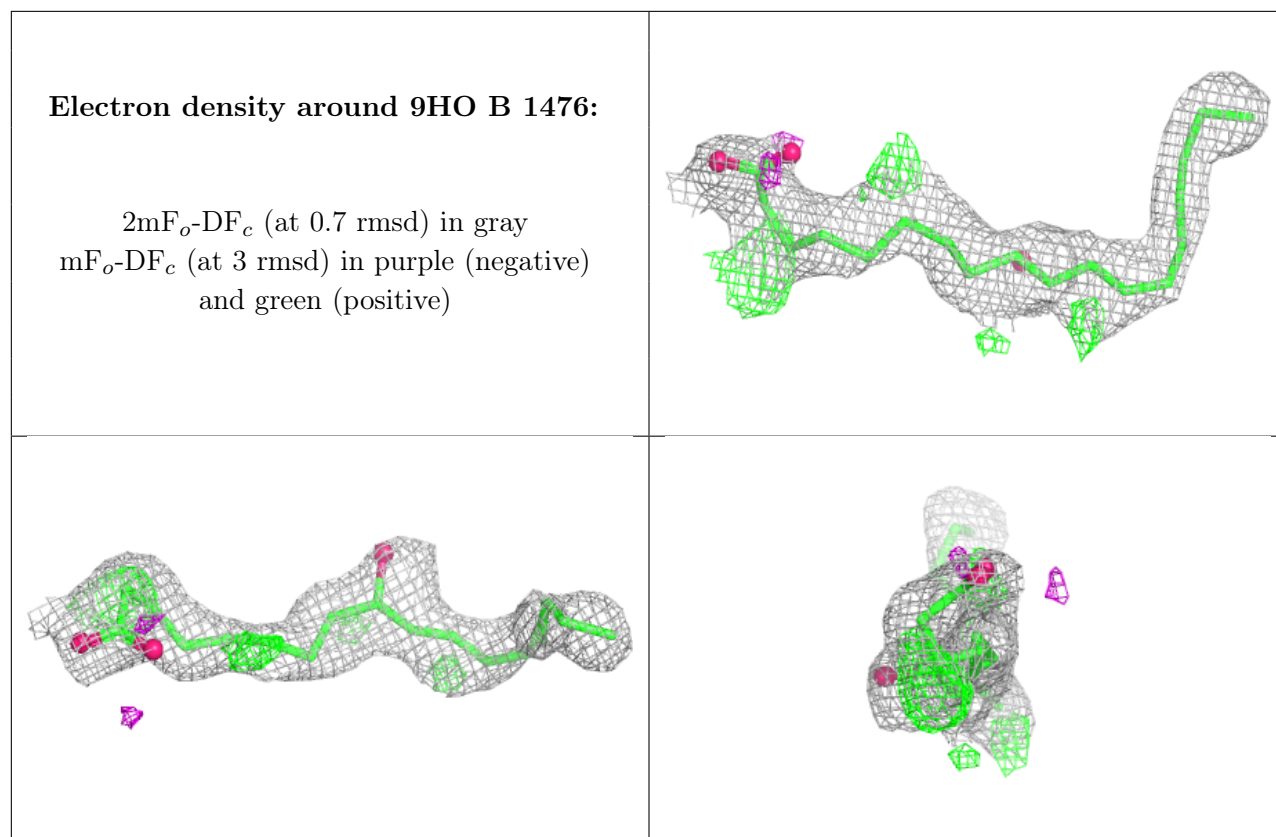 Electron density around 9HO B 1476:
2mFo-DFc (at 0.7 rmsd) in gray
mFo-DFc (at 3 rmsd) in purple (negative)
and green (positive)